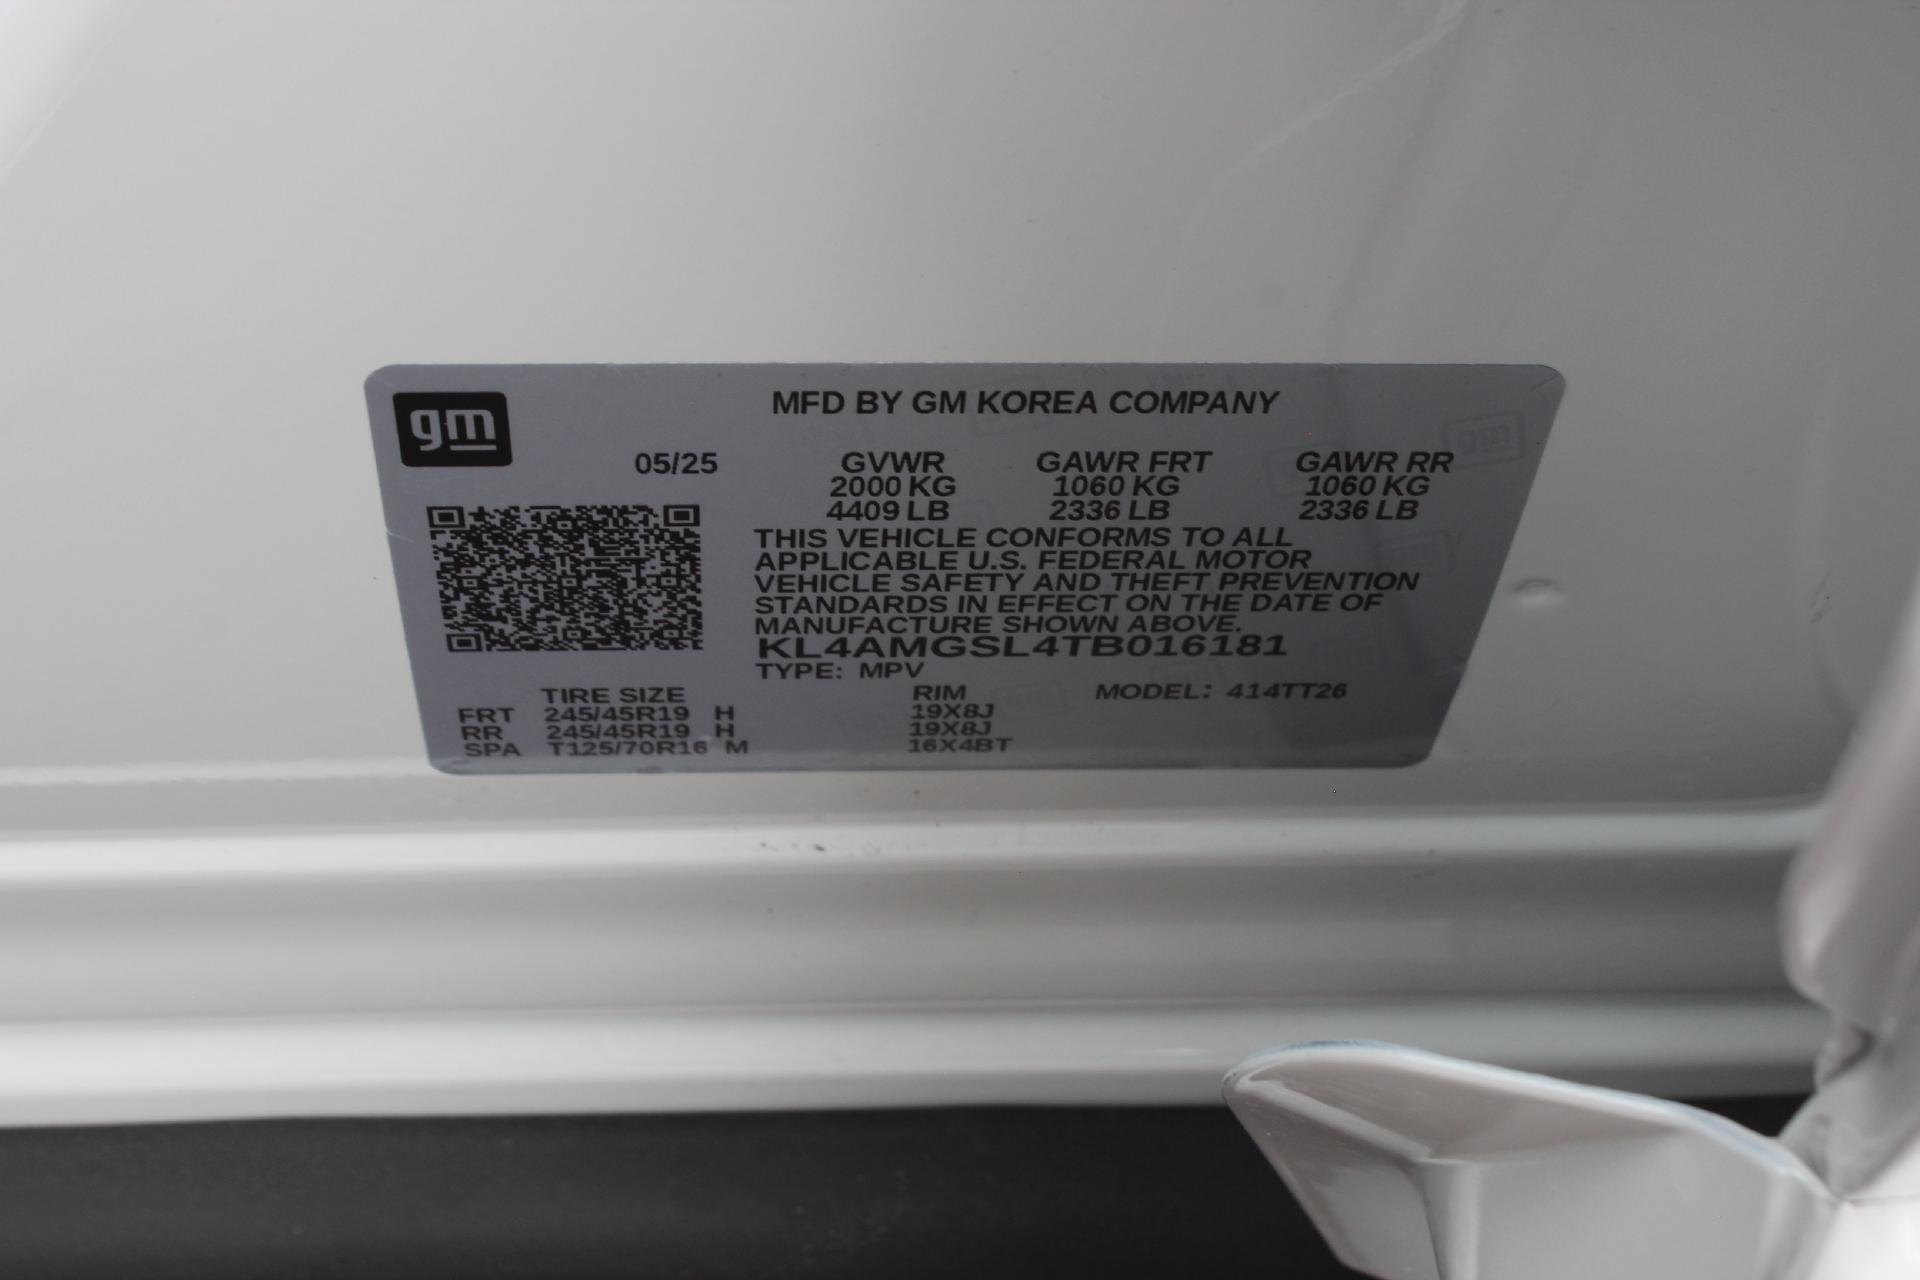 gm
MFD BY GM KOREA COMPANY
05/25 GVWR GAWR FRT GAWR RR
2000 KG 1060 KG 1060 KG
4409 LB 2336 LB 2336 LB
THIS VEHICLE CONFORMS TO ALL
APPLICABLE U.S. FEDERAL MOTOR
VEHICLE SAFETY AND THEFT PREVENTION
STANDARDS IN EFFECT ON THE DATE OF
MANUFACTURE SHOWN ABOVE.
KL4AMGSL4TB016181
TYPE: MPV
TIRE SIZE RIM MODEL: 414TT26
FRT 245/45R19 H 19X8J
RR 245/45R19 H 19X8J
SPA T125/70R16 M 16X4BT